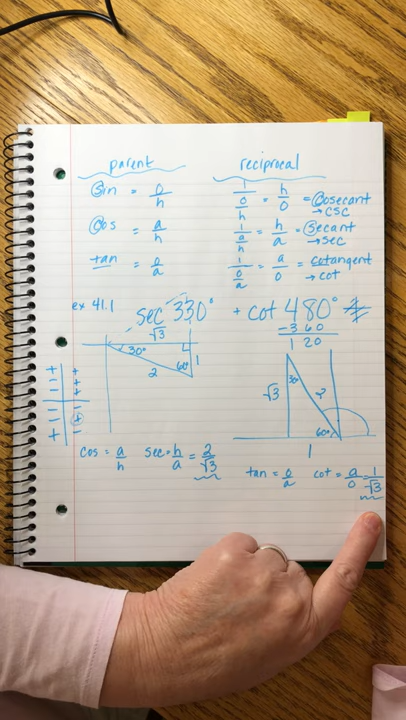 parent reciprocal
Sin = o/h 1/(o/h) = h/o = Cosecant → csc
Cos = a/h 1/(a/h) = h/a = Secant → sec
tan = o/a 1/(o/a) = a/o = cotangent → cot
ex 41.1 sec 330° + cot 480°
- 360
120
√3
30° 60° 1
2
√3 30 2
60°
1
+ +
- +
- +
- -
- +
+ -
cos = a/h sec = h/a = 2/√3
tan = o/a cot = a/o = 1/√3